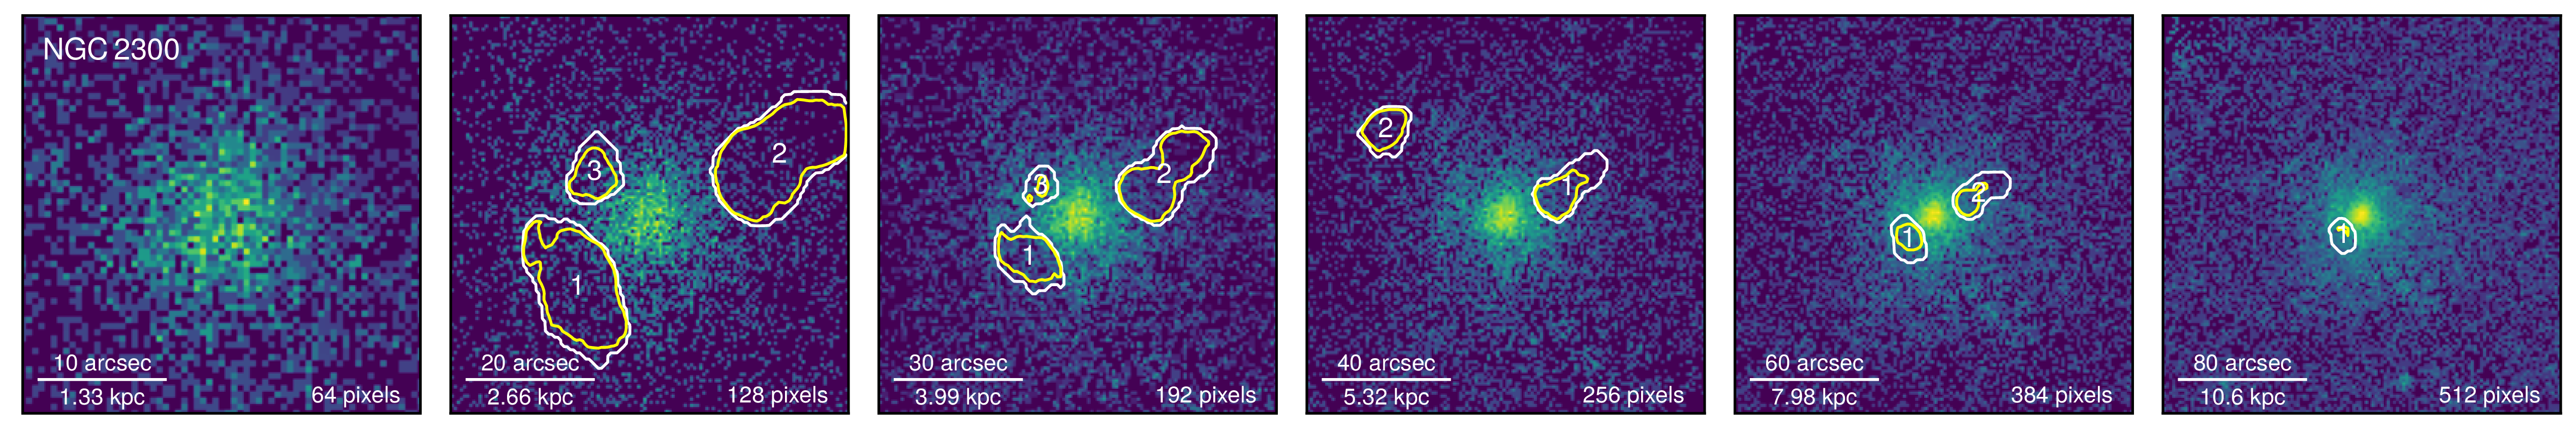 NGC 2300
10 arcsec
1.33 kpc
64 pixels
3
2
1
20 arcsec
2.66 kpc
128 pixels
3
2
1
30 arcsec
3.99 kpc
192 pixels
2
1
40 arcsec
5.32 kpc
256 pixels
2
1
60 arcsec
7.98 kpc
384 pixels
1
80 arcsec
10.6 kpc
512 pixels